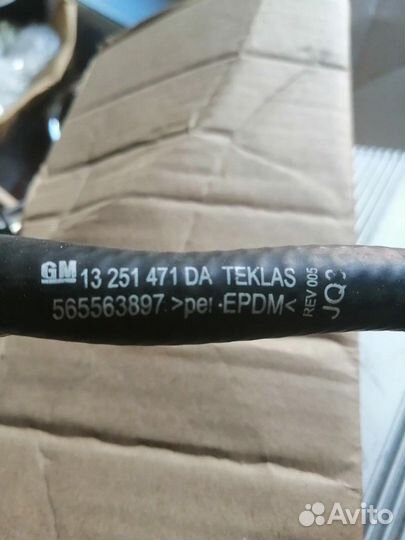 GM 13 251 471 DA TEKLAS
565563897 >per-EPDM<
REV 005
JQ3
Avito